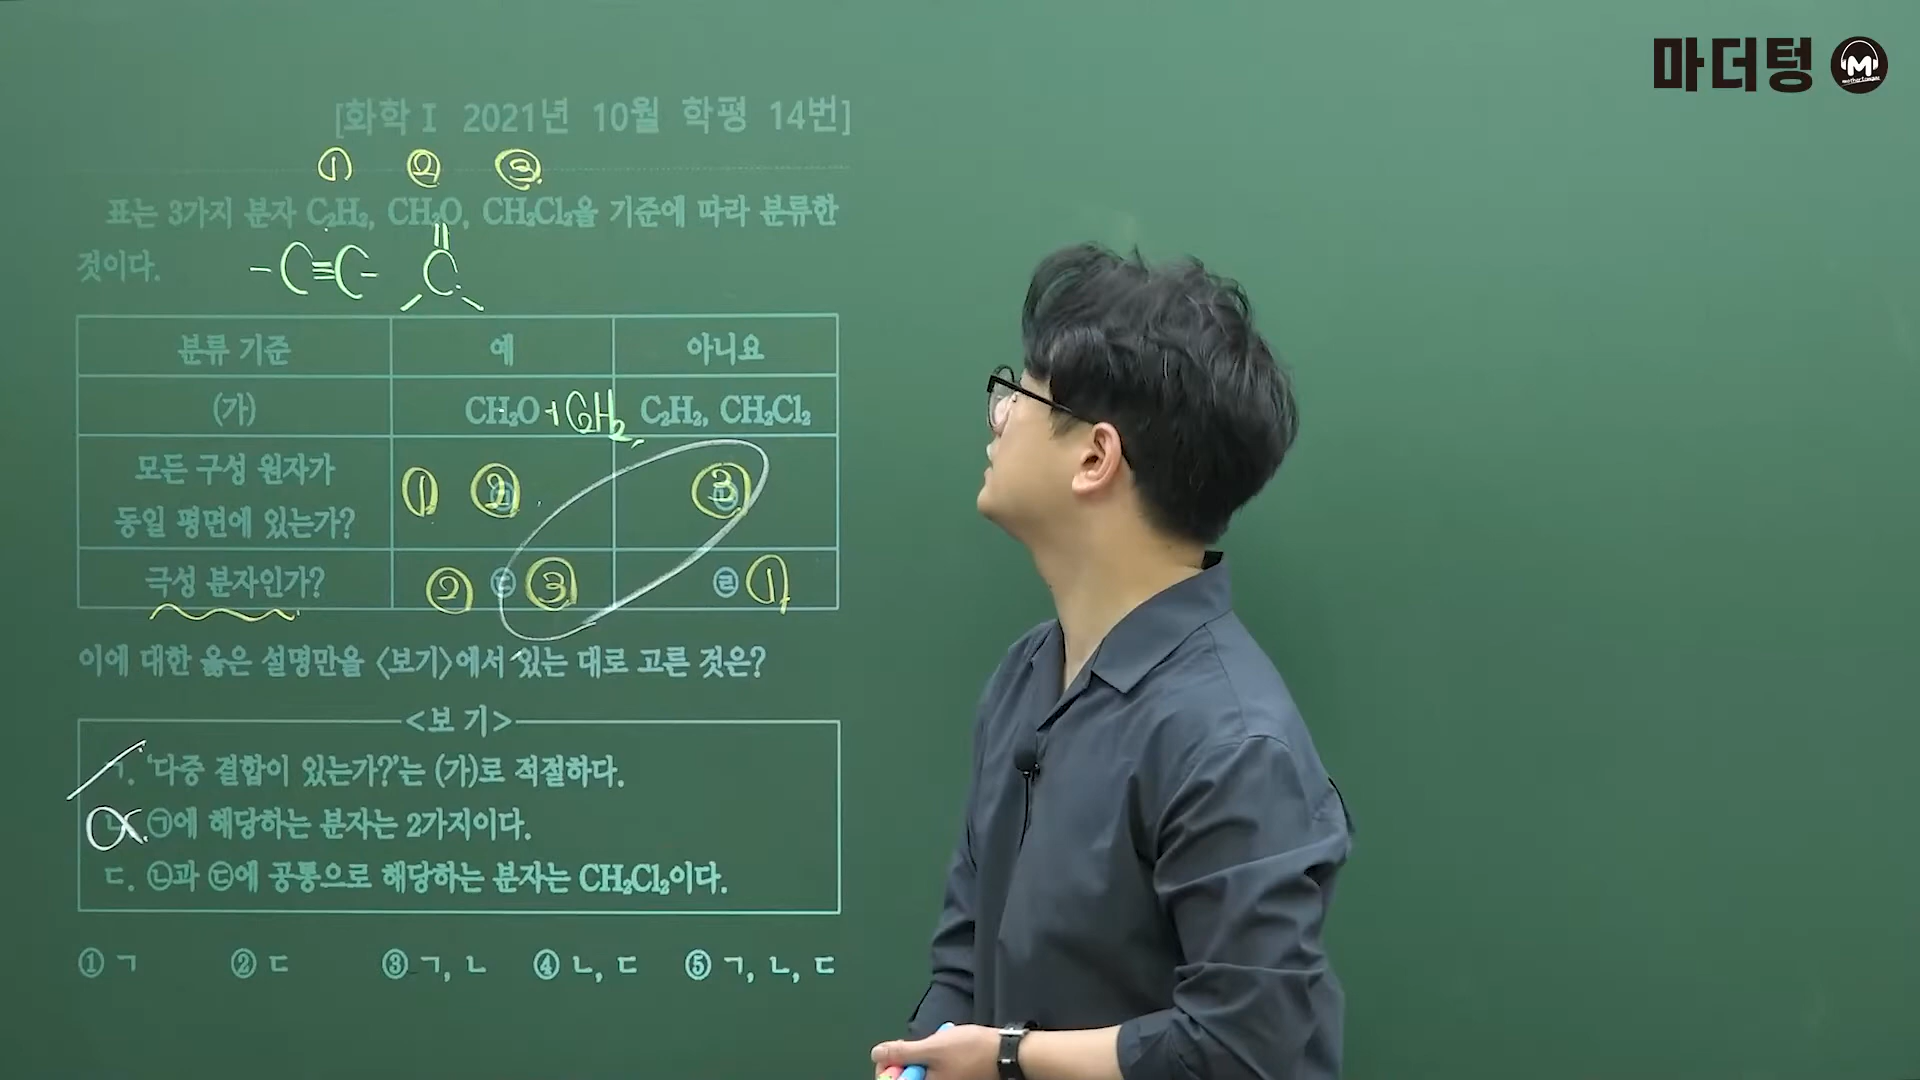 마더텅 M
[화학Ⅰ 2021년 10월 학평 14번]
① ② ③
표는 3가지 분자 C₂H₂, CH₂O, CH₂Cl₂을 기준에 따라 분류한
것이다.
-C≡C- C
분류 기준 예 아니요
(가) CH₂O + C₂H₂ C₂H₂, CH₂Cl₂
모든 구성 원자가
동일 평면에 있는가?
① ② ㉠ ③ ㉡
극성 분자인가? ② ㉢ ③ ㉣ ①
이에 대한 옳은 설명만을 <보기>에서 있는 대로 고른 것은?
<보 기>
ㄱ. ‘다중 결합이 있는가?’는 (가)로 적절하다.
ㄴ. ㉠에 해당하는 분자는 2가지이다.
ㄷ. ㉡과 ㉢에 공통으로 해당하는 분자는 CH₂Cl₂이다.
① ㄱ ② ㄷ ③ ㄱ, ㄴ ④ ㄴ, ㄷ ⑤ ㄱ, ㄴ, ㄷ